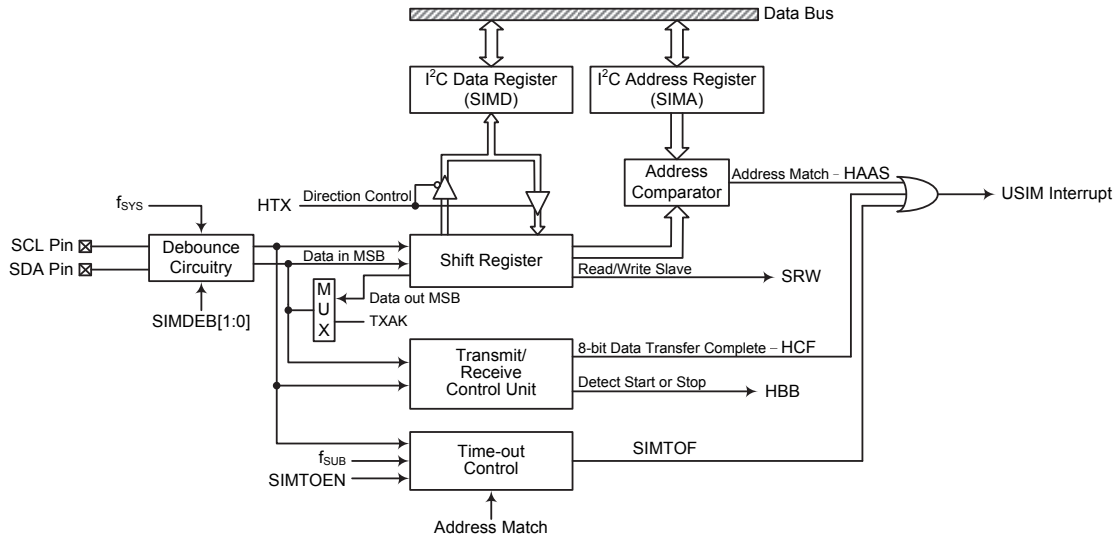 Data Bus
I²C Data Register
(SIMD)
I²C Address Register
(SIMA)
Address
Comparator
Address Match – HAAS
USIM Interrupt
HTX
Direction Control
fSYS
SCL Pin
SDA Pin
Debounce
Circuitry
SIMDEB[1:0]
Data in MSB
Shift Register
Read/Write Slave
SRW
M
U
X
Data out MSB
TXAK
Transmit/
Receive
Control Unit
8-bit Data Transfer Complete – HCF
Detect Start or Stop
HBB
Time-out
Control
fSUB
SIMTOEN
SIMTOF
Address Match